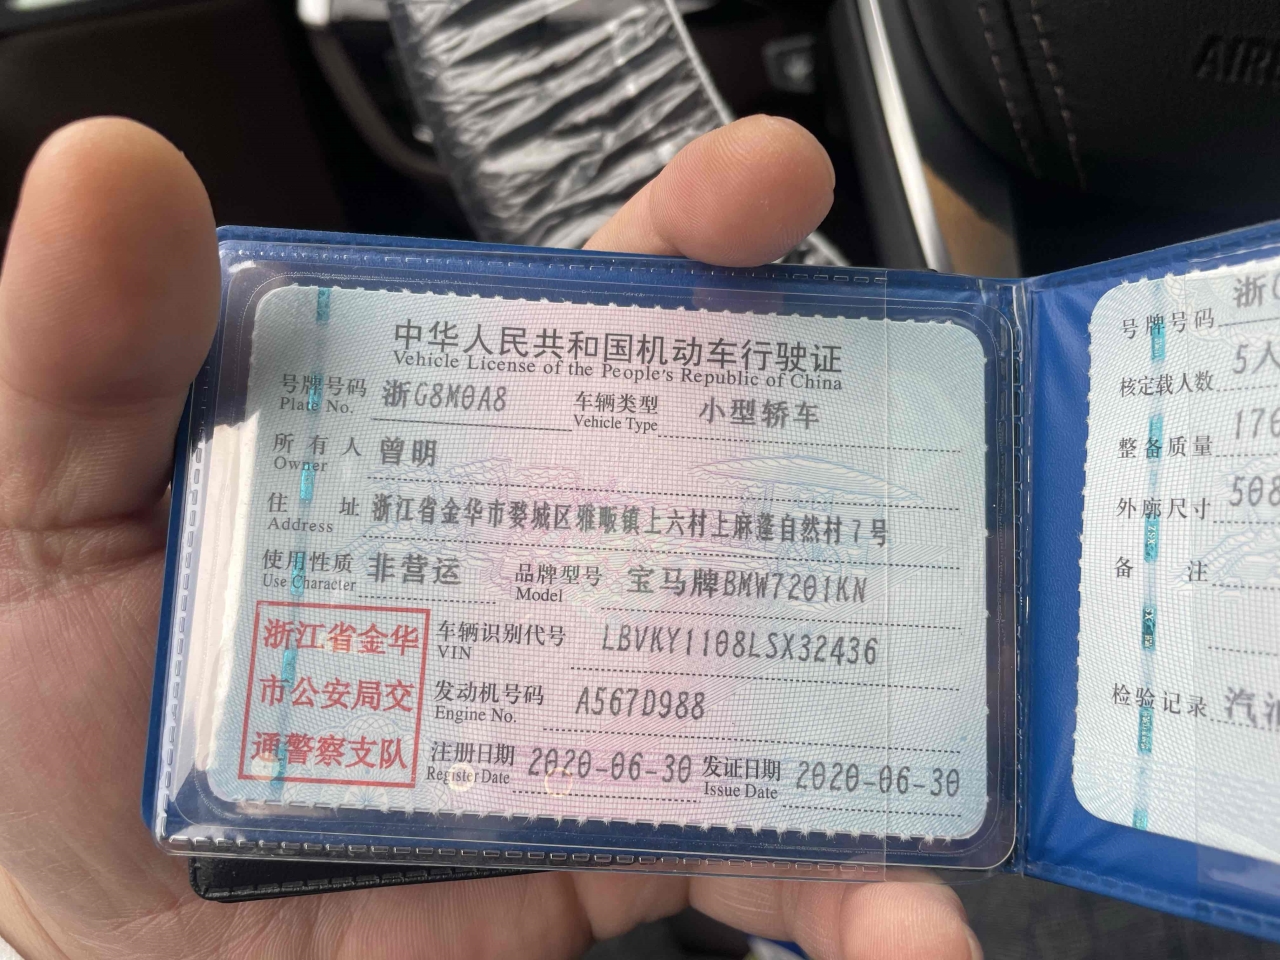 AIRB
中华人民共和国机动车行驶证
Vehicle License of the People's Republic of China
号牌号码 浙G8M0A8 车辆类型 小型轿车
Plate No. Vehicle Type
所有人 曾明
Owner
住址 浙江省金华市婺城区雅畈镇上六村上麻蓬自然村7号
Address
使用性质 非营运 品牌型号 宝马牌BMW7201KN
Use Character Model
浙江省金华
市公安局交
通警察支队
车辆识别代号 LBVKY1108LSX32436
VIN
发动机号码 A567D988
Engine No.
注册日期 2020-06-30 发证日期 2020-06-30
Register Date Issue Date
号牌号码 浙G
核定载人数 5人
整备质量 176
外廓尺寸 508
备注
检验记录 汽油